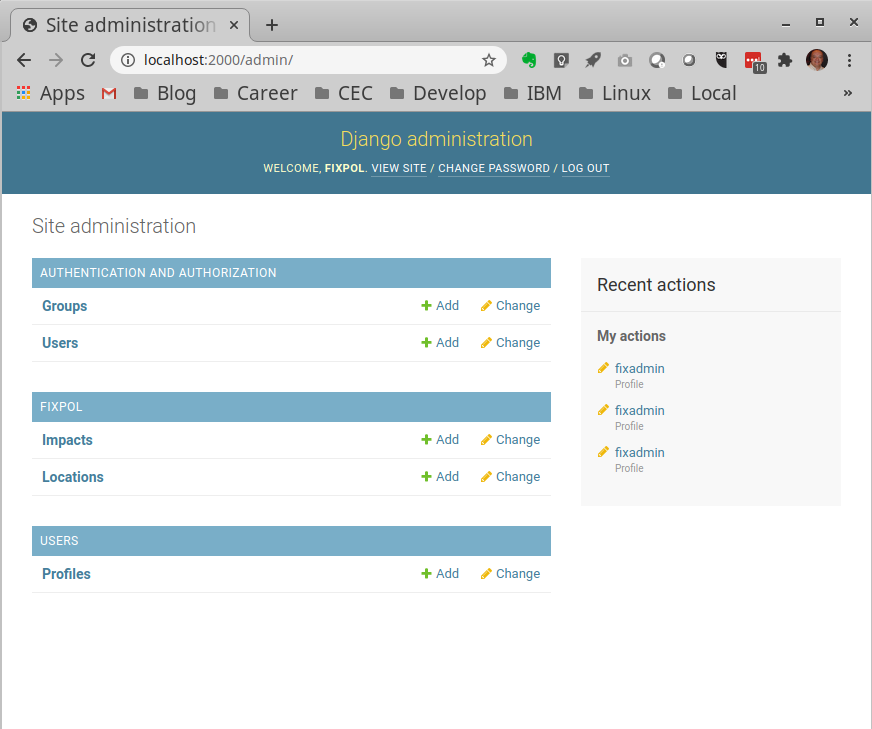 Site administration
localhost:2000/admin/
10
Apps Blog Career CEC Develop IBM Linux Local »
Django administration
WELCOME, FIXPOL. VIEW SITE / CHANGE PASSWORD / LOG OUT
Site administration
AUTHENTICATION AND AUTHORIZATION
Groups Add Change
Users Add Change
FIXPOL
Impacts Add Change
Locations Add Change
USERS
Profiles Add Change
Recent actions
My actions
fixadmin
Profile
fixadmin
Profile
fixadmin
Profile